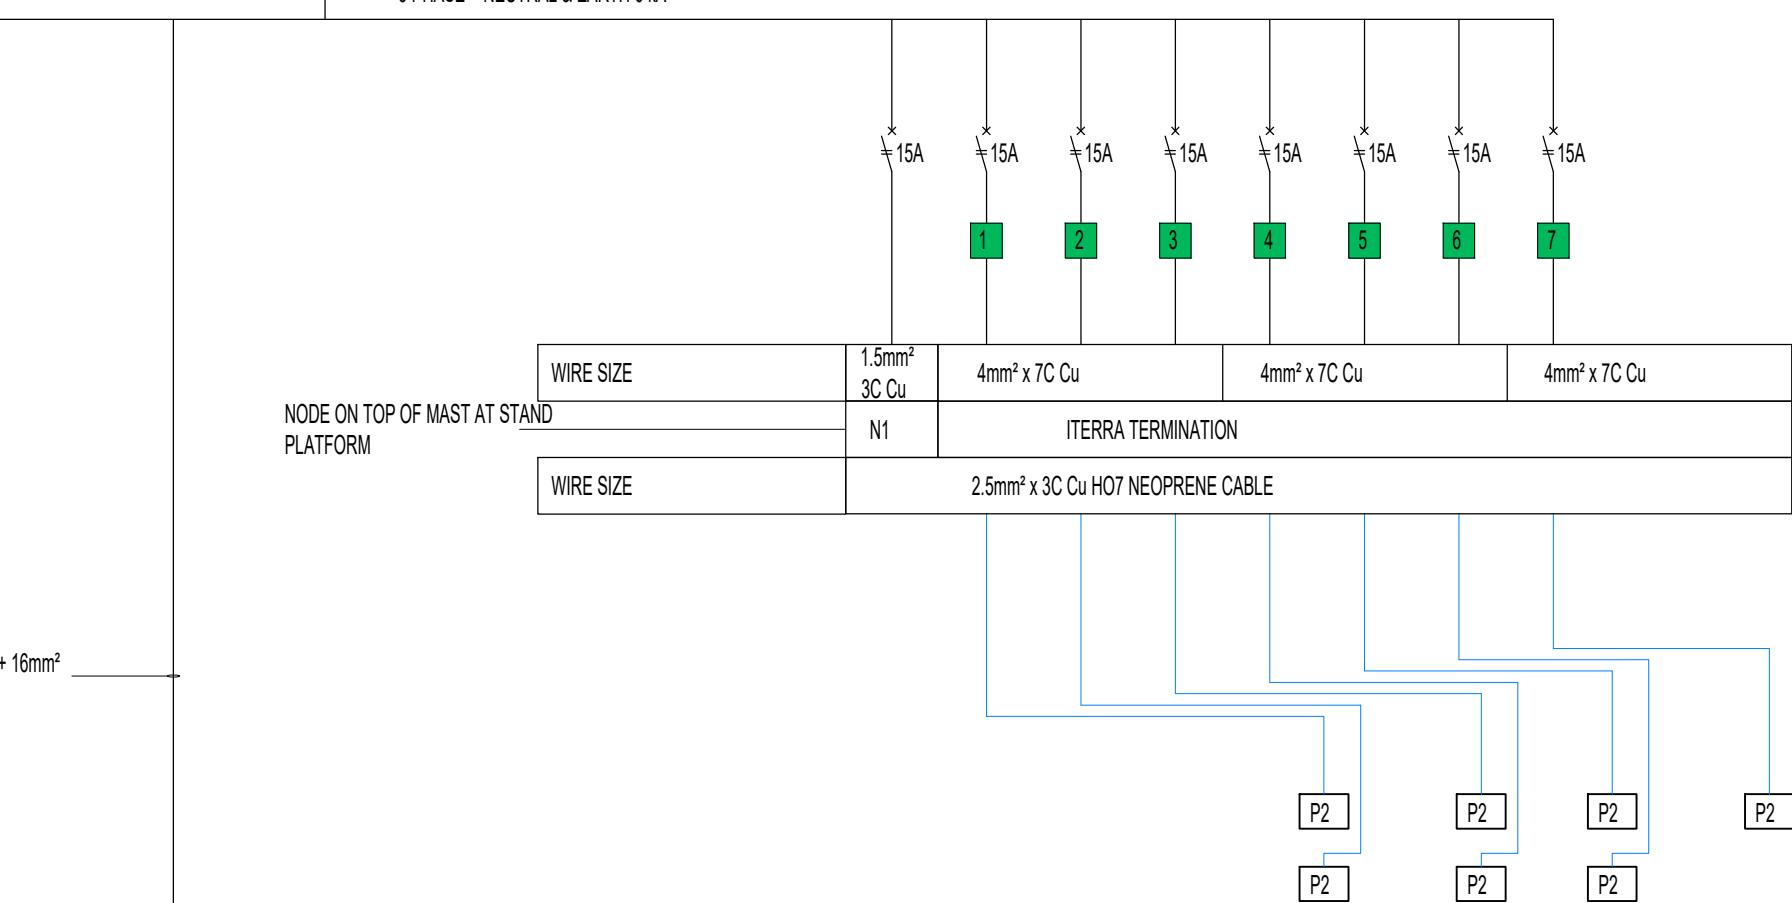 15A 15A 15A 15A 15A 15A 15A 15A
1 2 3 4 5 6 7
WIRE SIZE
1.5mm²
3C Cu
4mm² x 7C Cu
4mm² x 7C Cu
4mm² x 7C Cu
NODE ON TOP OF MAST AT STAND
PLATFORM
N1
ITERRA TERMINATION
WIRE SIZE
2.5mm² x 3C Cu HO7 NEOPRENE CABLE
+ 16mm²
P2 P2 P2 P2
P2 P2 P2